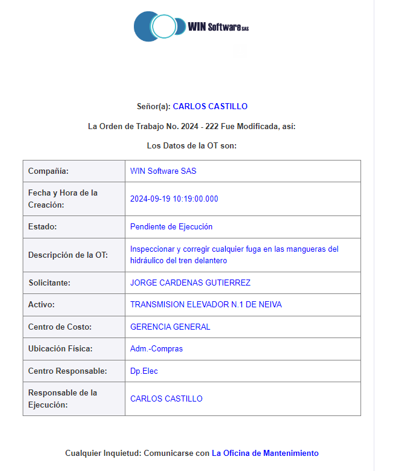 WIN Software SAS
Señor(a): CARLOS CASTILLO
La Orden de Trabajo No. 2024 - 222 Fue Modificada, así:
Los Datos de la OT son:
Compañía: WIN Software SAS
Fecha y Hora de la
Creación: 2024-09-19 10:19:00.000
Estado: Pendiente de Ejecución
Descripción de la OT: Inspeccionar y corregir cualquier fuga en las mangueras del
hidráulico del tren delantero
Solicitante: JORGE CARDENAS GUTIERREZ
Activo: TRANSMISION ELEVADOR N.1 DE NEIVA
Centro de Costo: GERENCIA GENERAL
Ubicación Física: Adm.-Compras
Centro Responsable: Dp.Elec
Responsable de la
Ejecución: CARLOS CASTILLO
Cualquier Inquietud: Comunicarse con La Oficina de Mantenimiento